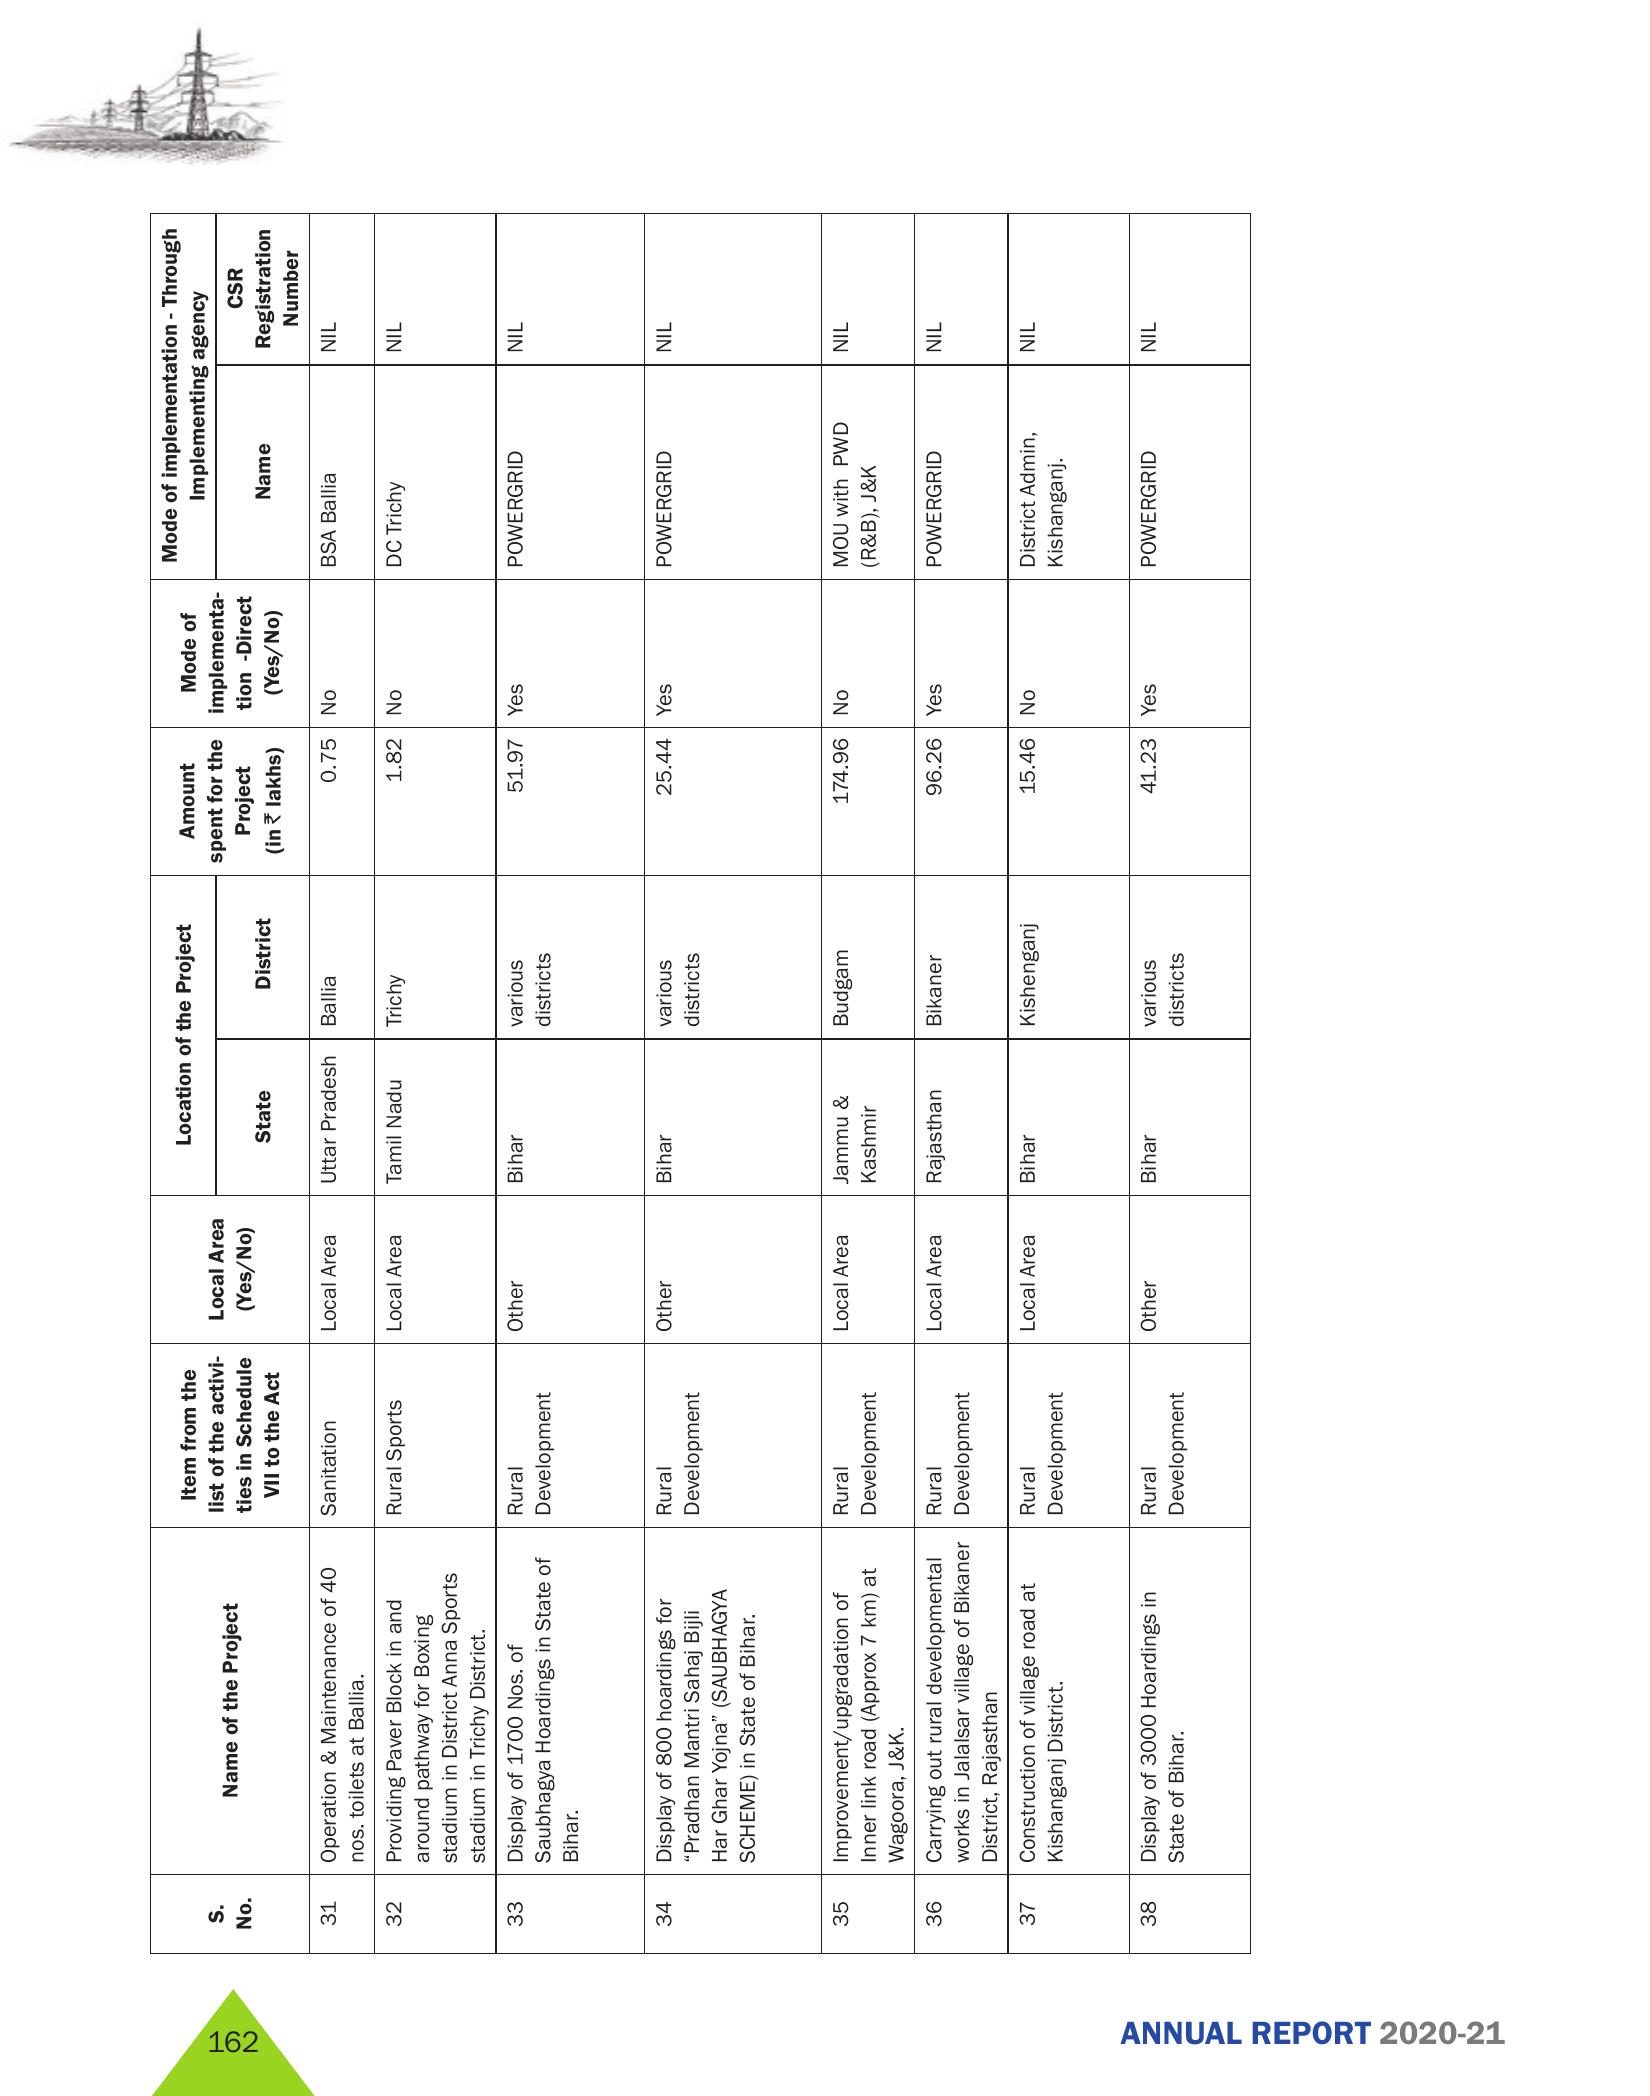 S.
No.
Name of the Project
Item from the
list of the activi-
ties in Schedule
VII to the Act
Local Area
(Yes/No)
Location of the Project
State
District
Amount
spent for the
Project
(in ₹ lakhs)
Mode of
implementa-
tion -Direct
(Yes/No)
Mode of implementation - Through
Implementing agency
Name
CSR
Registration
Number
31
Operation & Maintenance of 40
nos. toilets at Ballia.
Sanitation
Local Area
Uttar Pradesh
Ballia
0.75
No
BSA Ballia
NIL
32
Providing Paver Block in and
around pathway for Boxing
stadium in District Anna Sports
stadium in Trichy District.
Rural Sports
Local Area
Tamil Nadu
Trichy
1.82
No
DC Trichy
NIL
33
Display of 1700 Nos. of
Saubhagya Hoardings in State of
Bihar.
Rural
Development
Other
Bihar
various
districts
51.97
Yes
POWERGRID
NIL
34
Display of 800 hoardings for
“Pradhan Mantri Sahaj Bijli
Har Ghar Yojna” (SAUBHAGYA
SCHEME) in State of Bihar.
Rural
Development
Other
Bihar
various
districts
25.44
Yes
POWERGRID
NIL
35
Improvement/upgradation of
Inner link road (Approx 7 km) at
Wagoora, J&K.
Rural
Development
Local Area
Jammu &
Kashmir
Budgam
174.96
No
MOU with PWD
(R&B), J&K
NIL
36
Carrying out rural developmental
works in Jalalsar village of Bikaner
District, Rajasthan
Rural
Development
Local Area
Rajasthan
Bikaner
96.26
Yes
POWERGRID
NIL
37
Construction of village road at
Kishanganj District.
Rural
Development
Local Area
Bihar
Kishenganj
15.46
No
District Admin,
Kishanganj.
NIL
38
Display of 3000 Hoardings in
State of Bihar.
Rural
Development
Other
Bihar
various
districts
41.23
Yes
POWERGRID
NIL
162
ANNUAL REPORT 2020-21